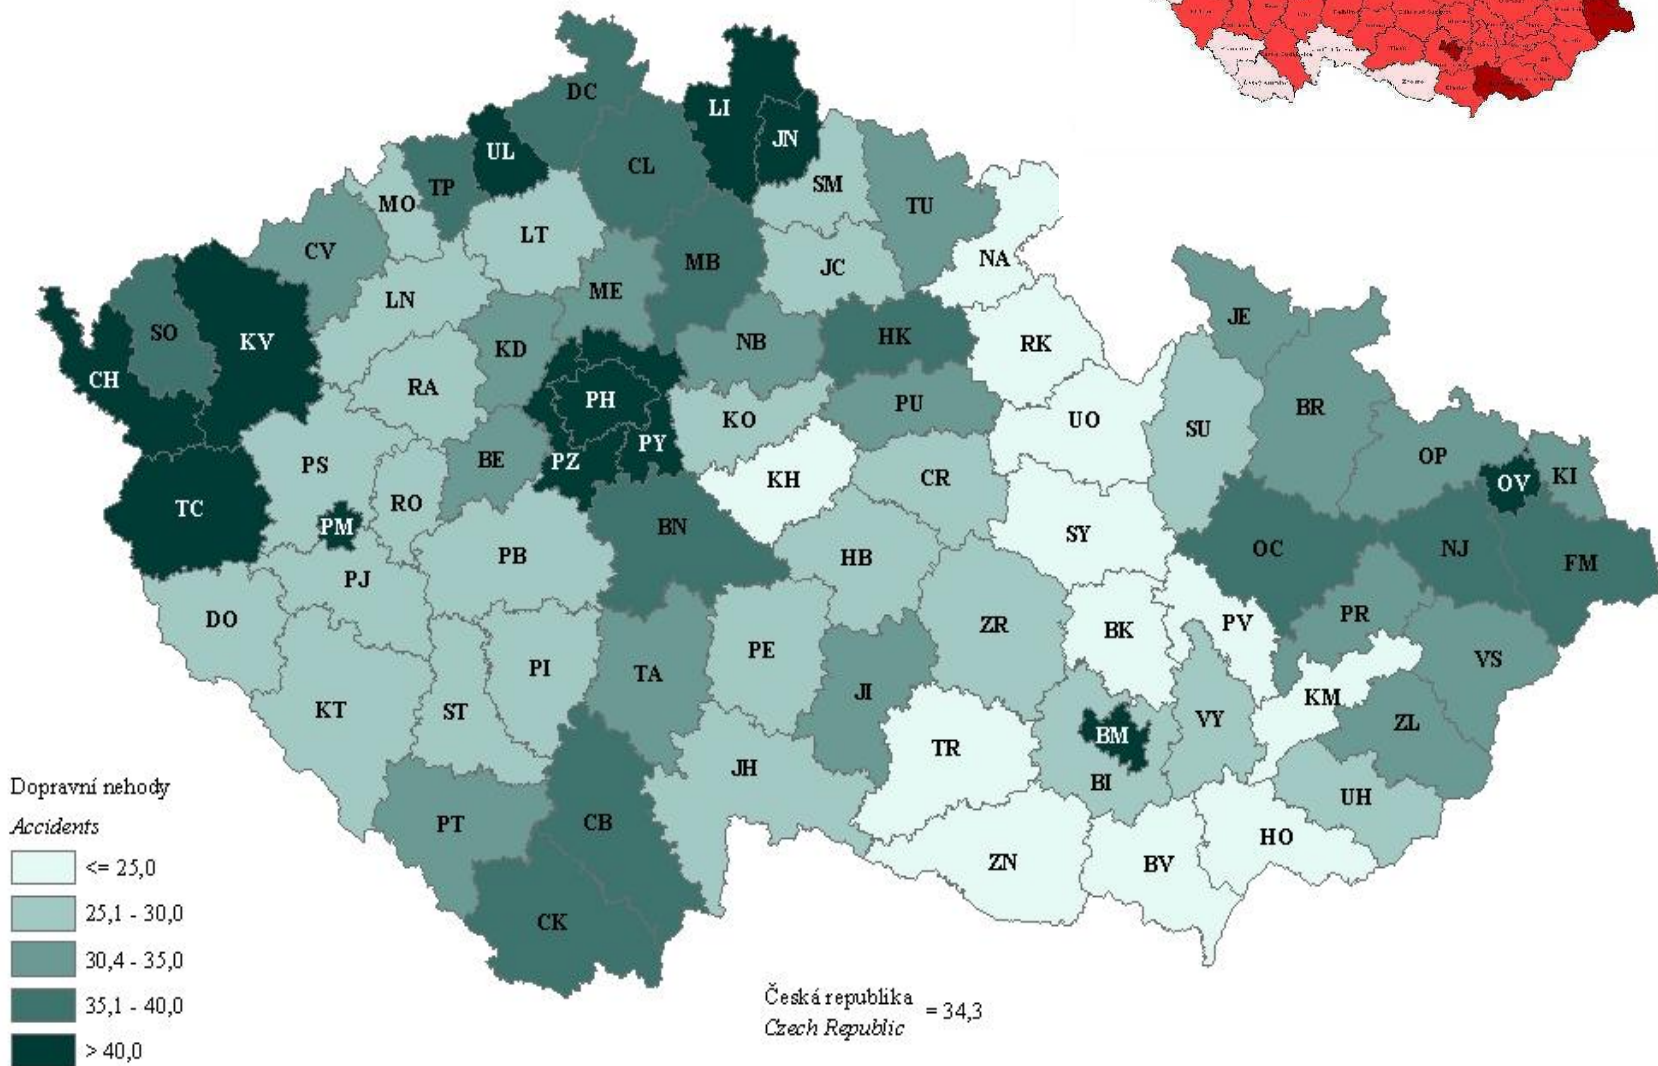 DC
LI
JN
UL
CL
TP
SM
MO
TU
LT
CV
MB
NA
JC
ME
LN
JE
SO
HK
KV
NB
RK
KD
CH
RA
PH
PU
BR
KO
UO
SU
PY
OP
BE
PZ
PS
KH
CR
KI
OV
RO
TC
PM
BN
SY
OC
NJ
PB
HB
FM
PJ
DO
PR
PV
ZR
BK
PE
VS
PI
TA
JI
KM
KT
ST
VY
ZL
BM
TR
JH
BI
UH
PT
CB
HO
ZN
BV
CK
Dopravní nehody
Accidents
<= 25,0
25,1 - 30,0
30,4 - 35,0
35,1 - 40,0
> 40,0
Česká republika
= 34,3
Czech Republic